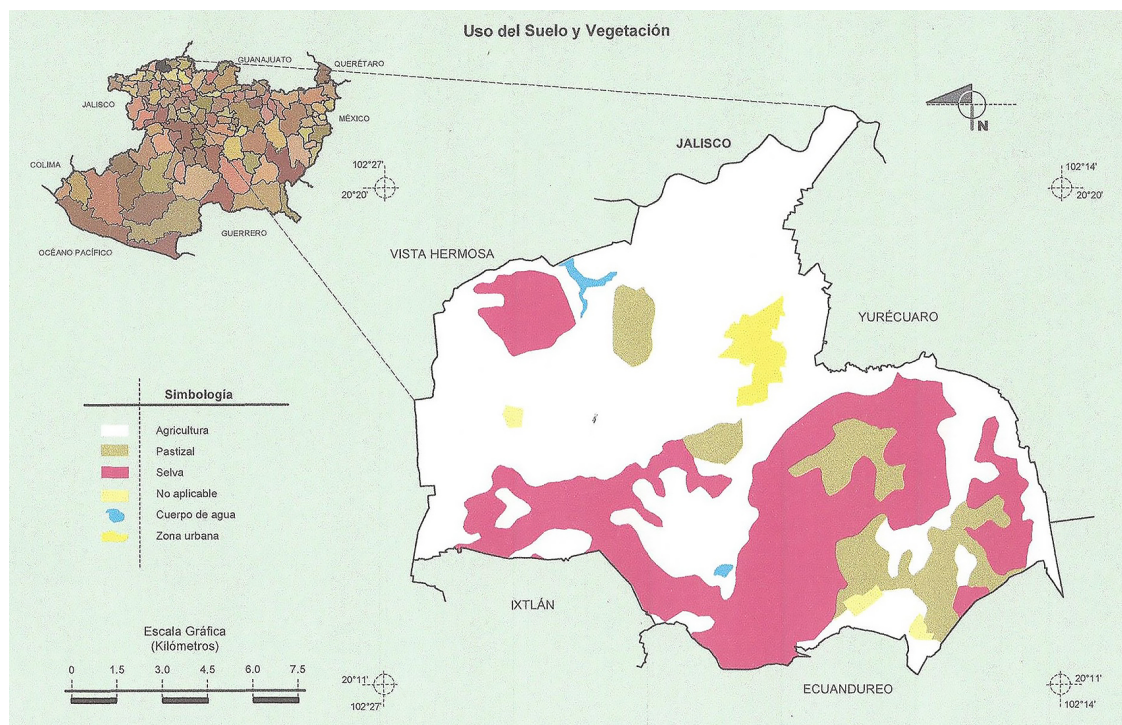 Uso del Suelo y Vegetación
GUANAJUATO
QUERÉTARO
JALISCO
MÉXICO
COLIMA
GUERRERO
OCÉANO PACÍFICO
102°27'
20°20'
102°14'
20°20'
N
JALISCO
VISTA HERMOSA
YURÉCUARO
IXTLÁN
ECUANDUREO
Simbología
Agricultura
Pastizal
Selva
No aplicable
Cuerpo de agua
Zona urbana
Escala Gráfica
(Kilómetros)
0 1.5 3.0 4.5 6.0 7.5
20°11'
102°27'
20°11'
102°14'